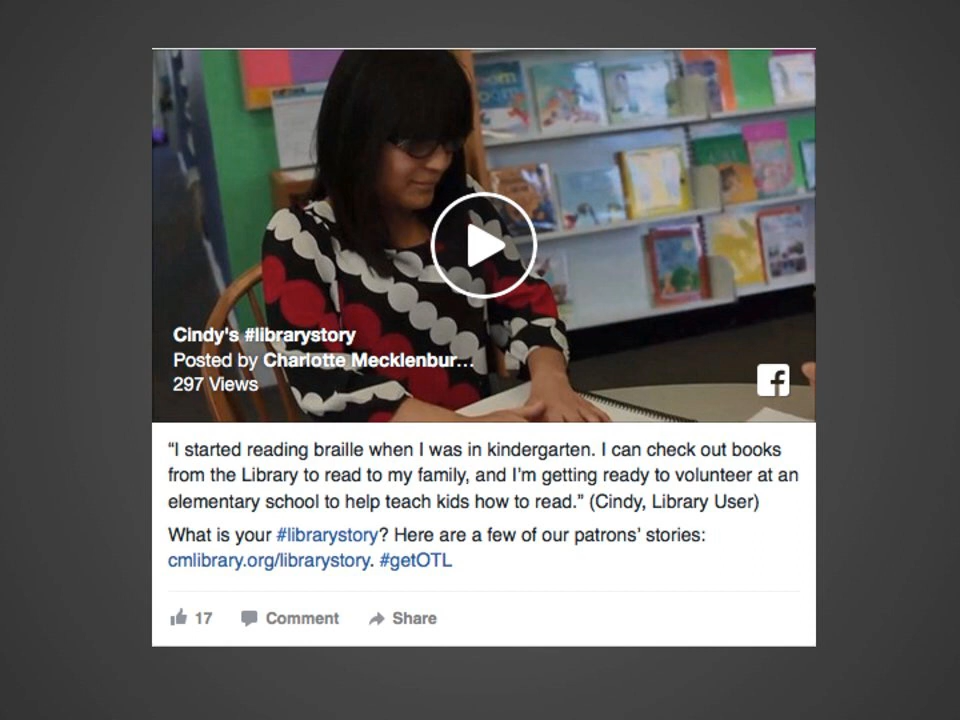 Cindy's #librarystory
Posted by Charlotte Mecklenbur...
297 Views
“I started reading braille when I was in kindergarten. I can check out books
from the Library to read to my family, and I’m getting ready to volunteer at an
elementary school to help teach kids how to read.” (Cindy, Library User)
What is your #librarystory? Here are a few of our patrons’ stories:
cmlibrary.org/librarystory. #getOTL
17 Comment Share